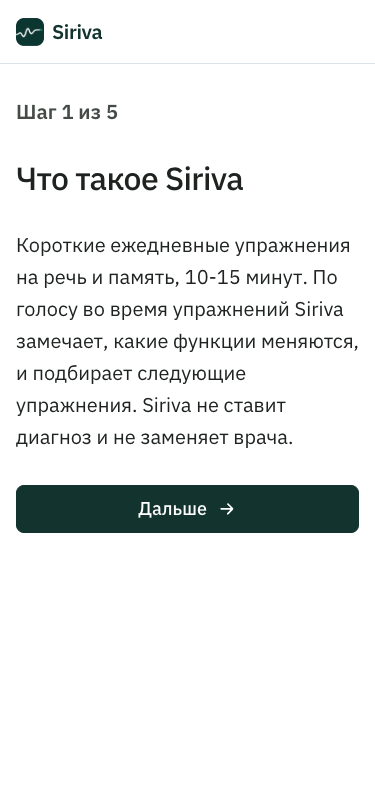 Siriva
Шаг 1 из 5
Что такое Siriva
Короткие ежедневные упражнения
на речь и память, 10-15 минут. По
голосу во время упражнений Siriva
замечает, какие функции меняются,
и подбирает следующие
упражнения. Siriva не ставит
диагноз и не заменяет врача.
Дальше →